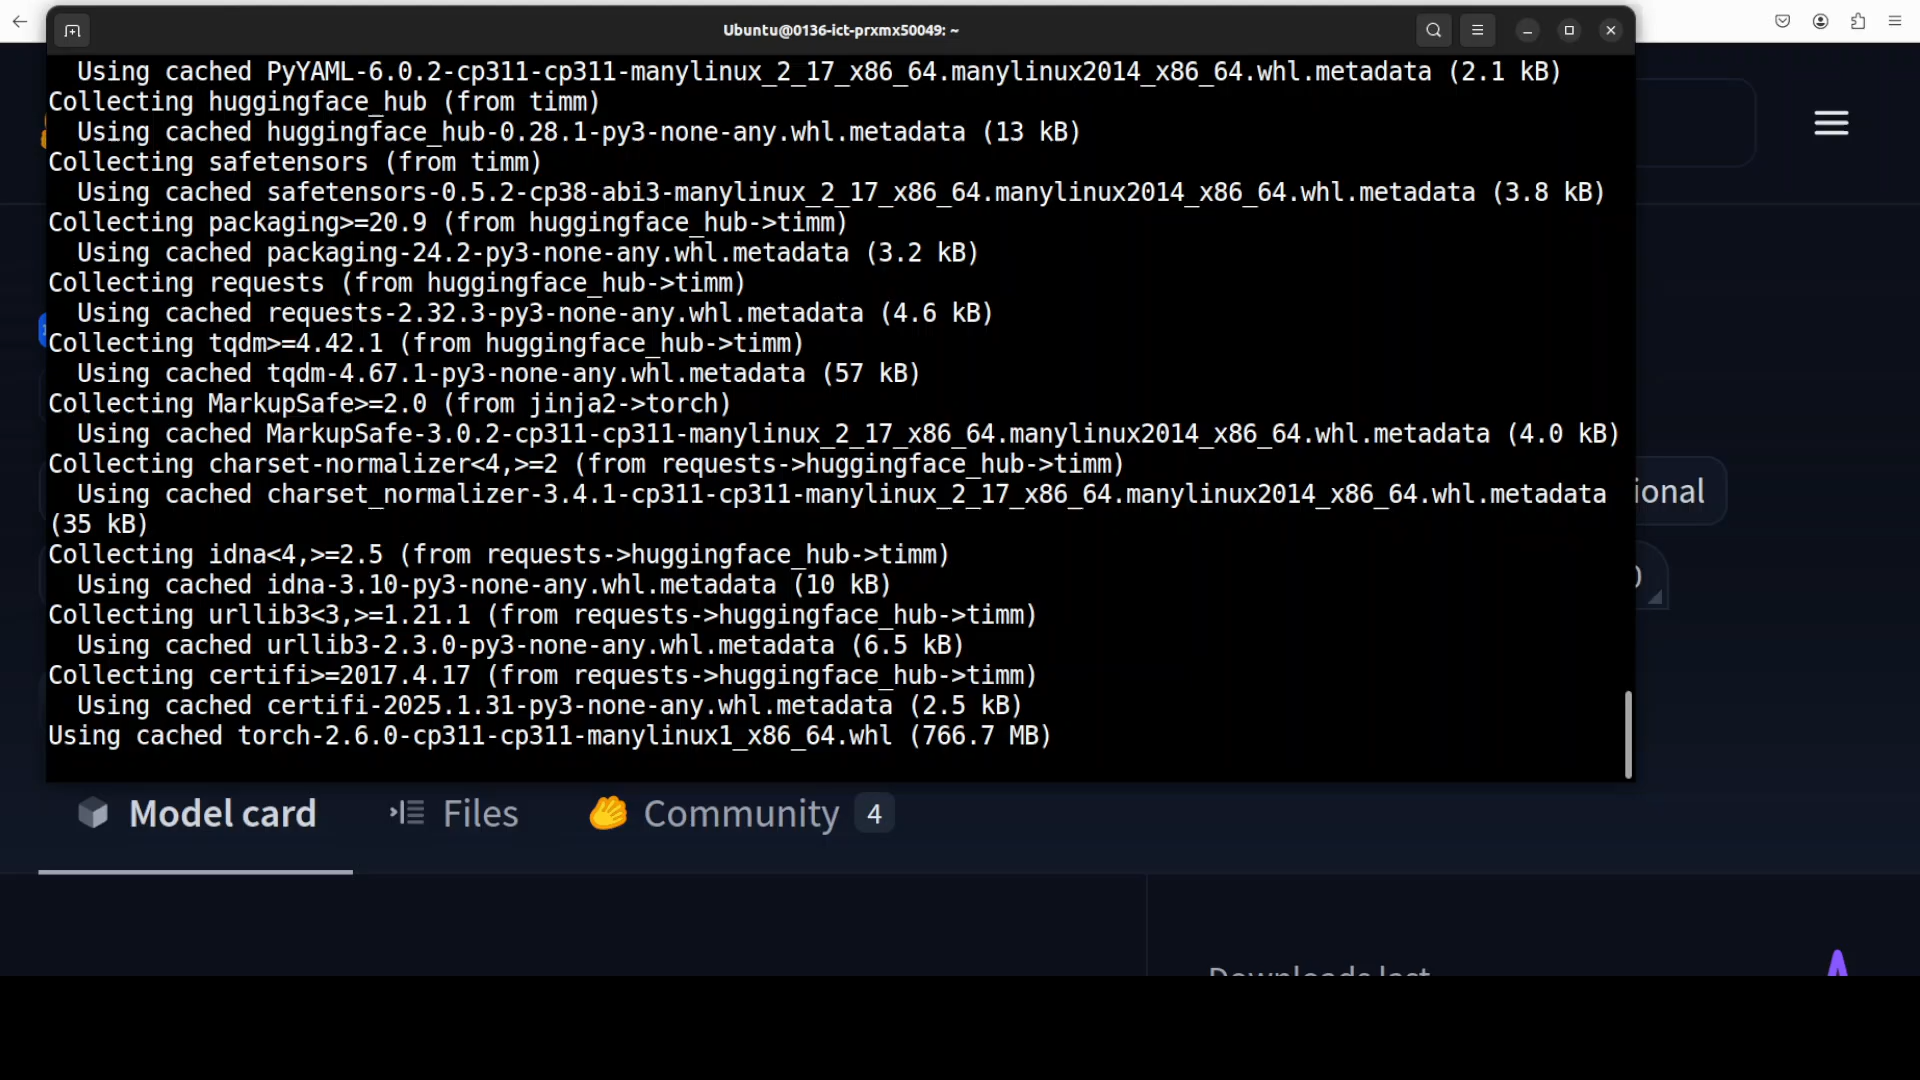 Ubuntu@0136-ict-prxmx50049: ~
Using cached PyYAML-6.0.2-cp311-cp311-manylinux_2_17_x86_64.manylinux2014_x86_64.whl.metadata (2.1 kB)
Collecting huggingface_hub (from timm)
Using cached huggingface_hub-0.28.1-py3-none-any.whl.metadata (13 kB)
Collecting safetensors (from timm)
Using cached safetensors-0.5.2-cp38-abi3-manylinux_2_17_x86_64.manylinux2014_x86_64.whl.metadata (3.8 kB)
Collecting packaging>=20.9 (from huggingface_hub->timm)
Using cached packaging-24.2-py3-none-any.whl.metadata (3.2 kB)
Collecting requests (from huggingface_hub->timm)
Using cached requests-2.32.3-py3-none-any.whl.metadata (4.6 kB)
Collecting tqdm>=4.42.1 (from huggingface_hub->timm)
Using cached tqdm-4.67.1-py3-none-any.whl.metadata (57 kB)
Collecting MarkupSafe>=2.0 (from jinja2->torch)
Using cached MarkupSafe-3.0.2-cp311-cp311-manylinux_2_17_x86_64.manylinux2014_x86_64.whl.metadata (4.0 kB)
Collecting charset-normalizer<4,>=2 (from requests->huggingface_hub->timm)
Using cached charset_normalizer-3.4.1-cp311-cp311-manylinux_2_17_x86_64.manylinux2014_x86_64.whl.metadata
(35 kB)
Collecting idna<4,>=2.5 (from requests->huggingface_hub->timm)
Using cached idna-3.10-py3-none-any.whl.metadata (10 kB)
Collecting urllib3<3,>=1.21.1 (from requests->huggingface_hub->timm)
Using cached urllib3-2.3.0-py3-none-any.whl.metadata (6.5 kB)
Collecting certifi>=2017.4.17 (from requests->huggingface_hub->timm)
Using cached certifi-2025.1.31-py3-none-any.whl.metadata (2.5 kB)
Using cached torch-2.6.0-cp311-cp311-manylinux1_x86_64.whl (766.7 MB)
ional
Model card Files Community 4
Downloads last